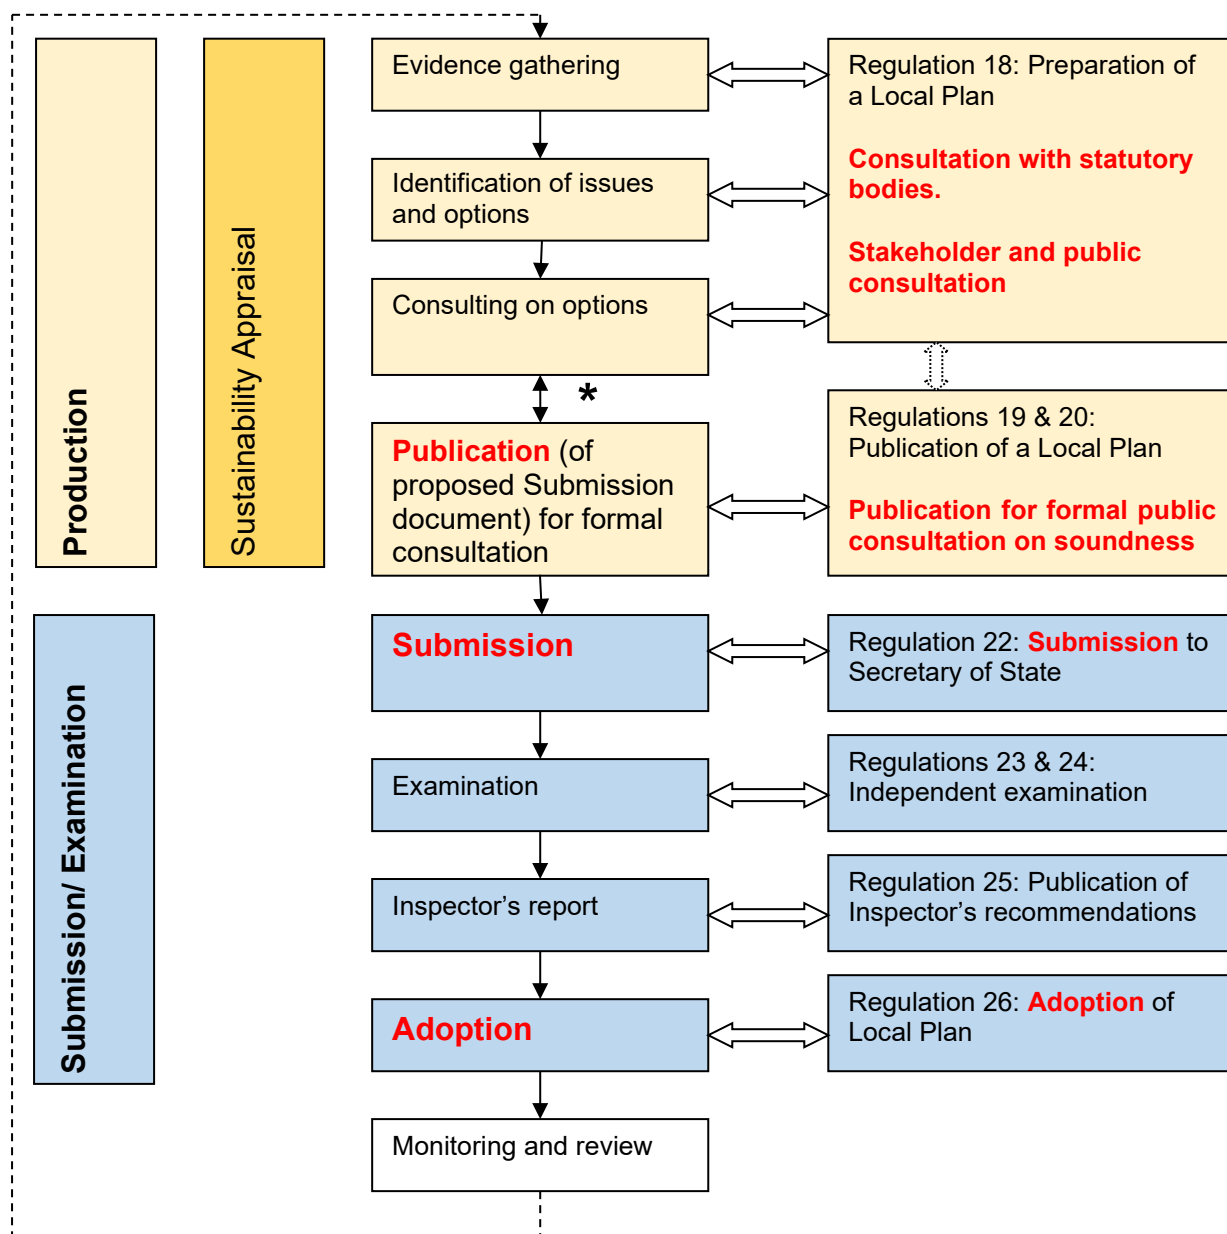 Production
Sustainability Appraisal
Evidence gathering
Regulation 18: Preparation of
a Local Plan
Consultation with statutory
bodies.
Stakeholder and public
consultation
Identification of issues
and options
Consulting on options
*
Publication (of
proposed Submission
document) for formal
consultation
Regulations 19 & 20:
Publication of a Local Plan
Publication for formal public
consultation on soundness
Submission/ Examination
Submission
Regulation 22: Submission to
Secretary of State
Examination
Regulations 23 & 24:
Independent examination
Inspector’s report
Regulation 25: Publication of
Inspector’s recommendations
Adoption
Regulation 26: Adoption of
Local Plan
Monitoring and review